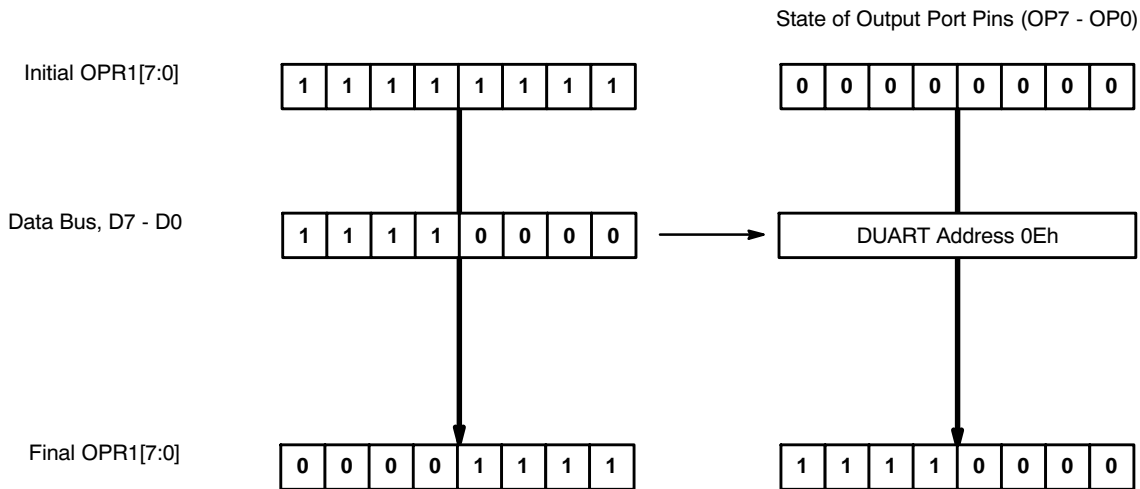 State of Output Port Pins (OP7 - OP0)
Initial OPR1[7:0] 1 1 1 1 1 1 1 1 0 0 0 0 0 0 0 0
Data Bus, D7 - D0 1 1 1 1 0 0 0 0 DUART Address 0Eh
Final OPR1[7:0] 0 0 0 0 1 1 1 1 1 1 1 1 0 0 0 0